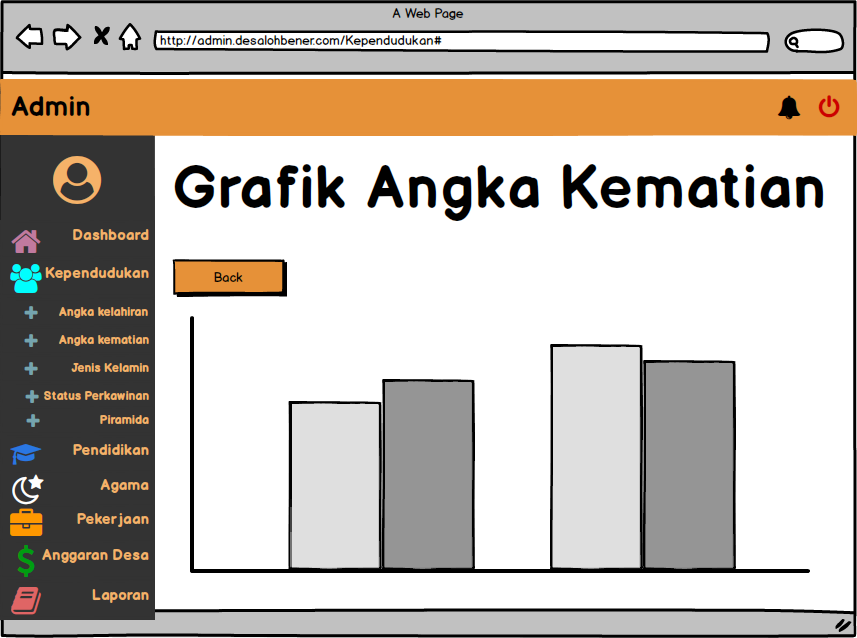 A Web Page
http://admin.desalohbener.com/Kependudukan#
Admin
Grafik Angka Kematian
Back
Dashboard
Kependudukan
Angka kelahiran
Angka kematian
Jenis Kelamin
Status Perkawinan
Piramida
Pendidikan
Agama
Pekerjaan
Anggaran Desa
Laporan